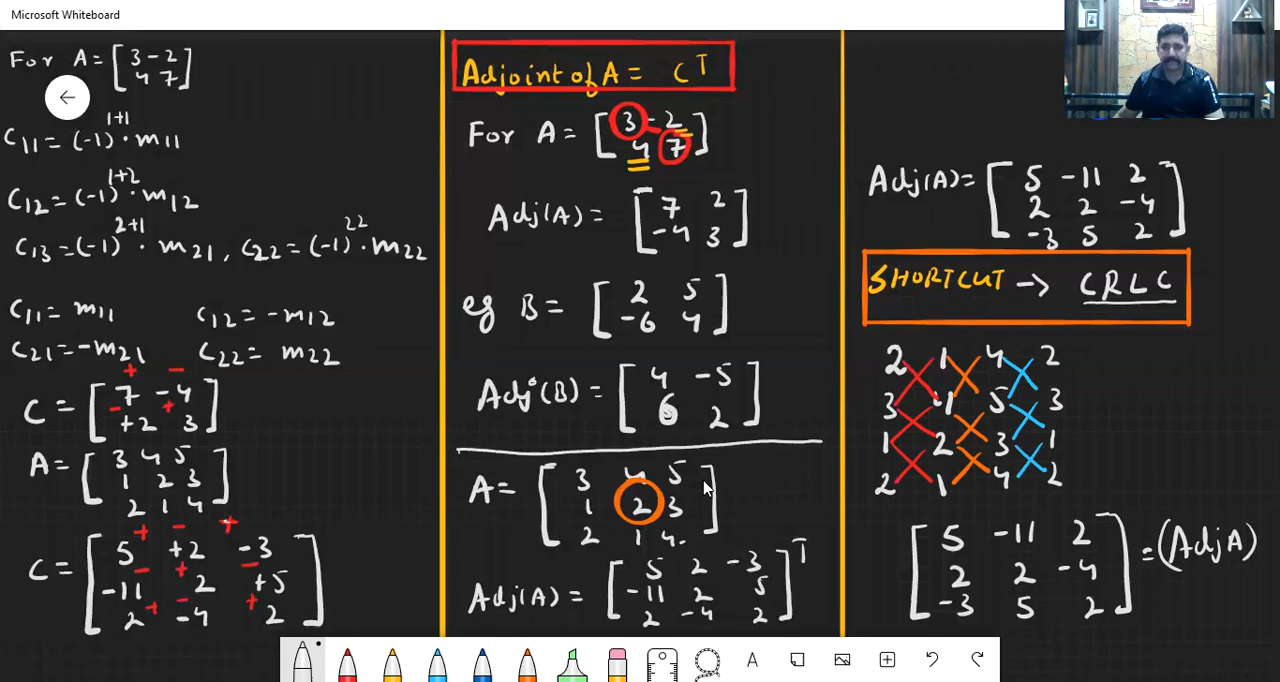 Microsoft Whiteboard
For A = [3 -2
4 7]
C11 = (-1)^1+1 · m11
C12 = (-1)^1+2 · m12
C13 = (-1)^2+1 · m21, C22 = (-1)^22 · m22
C11 = m11 C12 = -m12
C21 = -m21 C22 = m22
+ -
C = [7 -4
- +
+2 3]
A = [3 4 5
1 2 3
2 1 4]
+ - +
C = [5 +2 -3
- + -
-11 2 +5
+ - +
2 -4 2]
Adjoint of A = C^T
For A = [3 -2
4 7]
Adj(A) = [7 2
-4 3]
eg B = [2 5
-6 4]
Adj(B) = [4 -5
6 2]
A = [3 4 5
1 2 3
2 1 4.]
Adj(A) = [5 2 -3
-11 2 5
2 -4 2]^T
Adj(A) = [5 -11 2
2 2 -4
-3 5 2]
SHORTCUT → CRLC
2 1 4 2
3 4 5 3
1 2 3 1
2 1 4 2
[5 -11 2
2 2 -4
-3 5 2] = (Adj A)
A